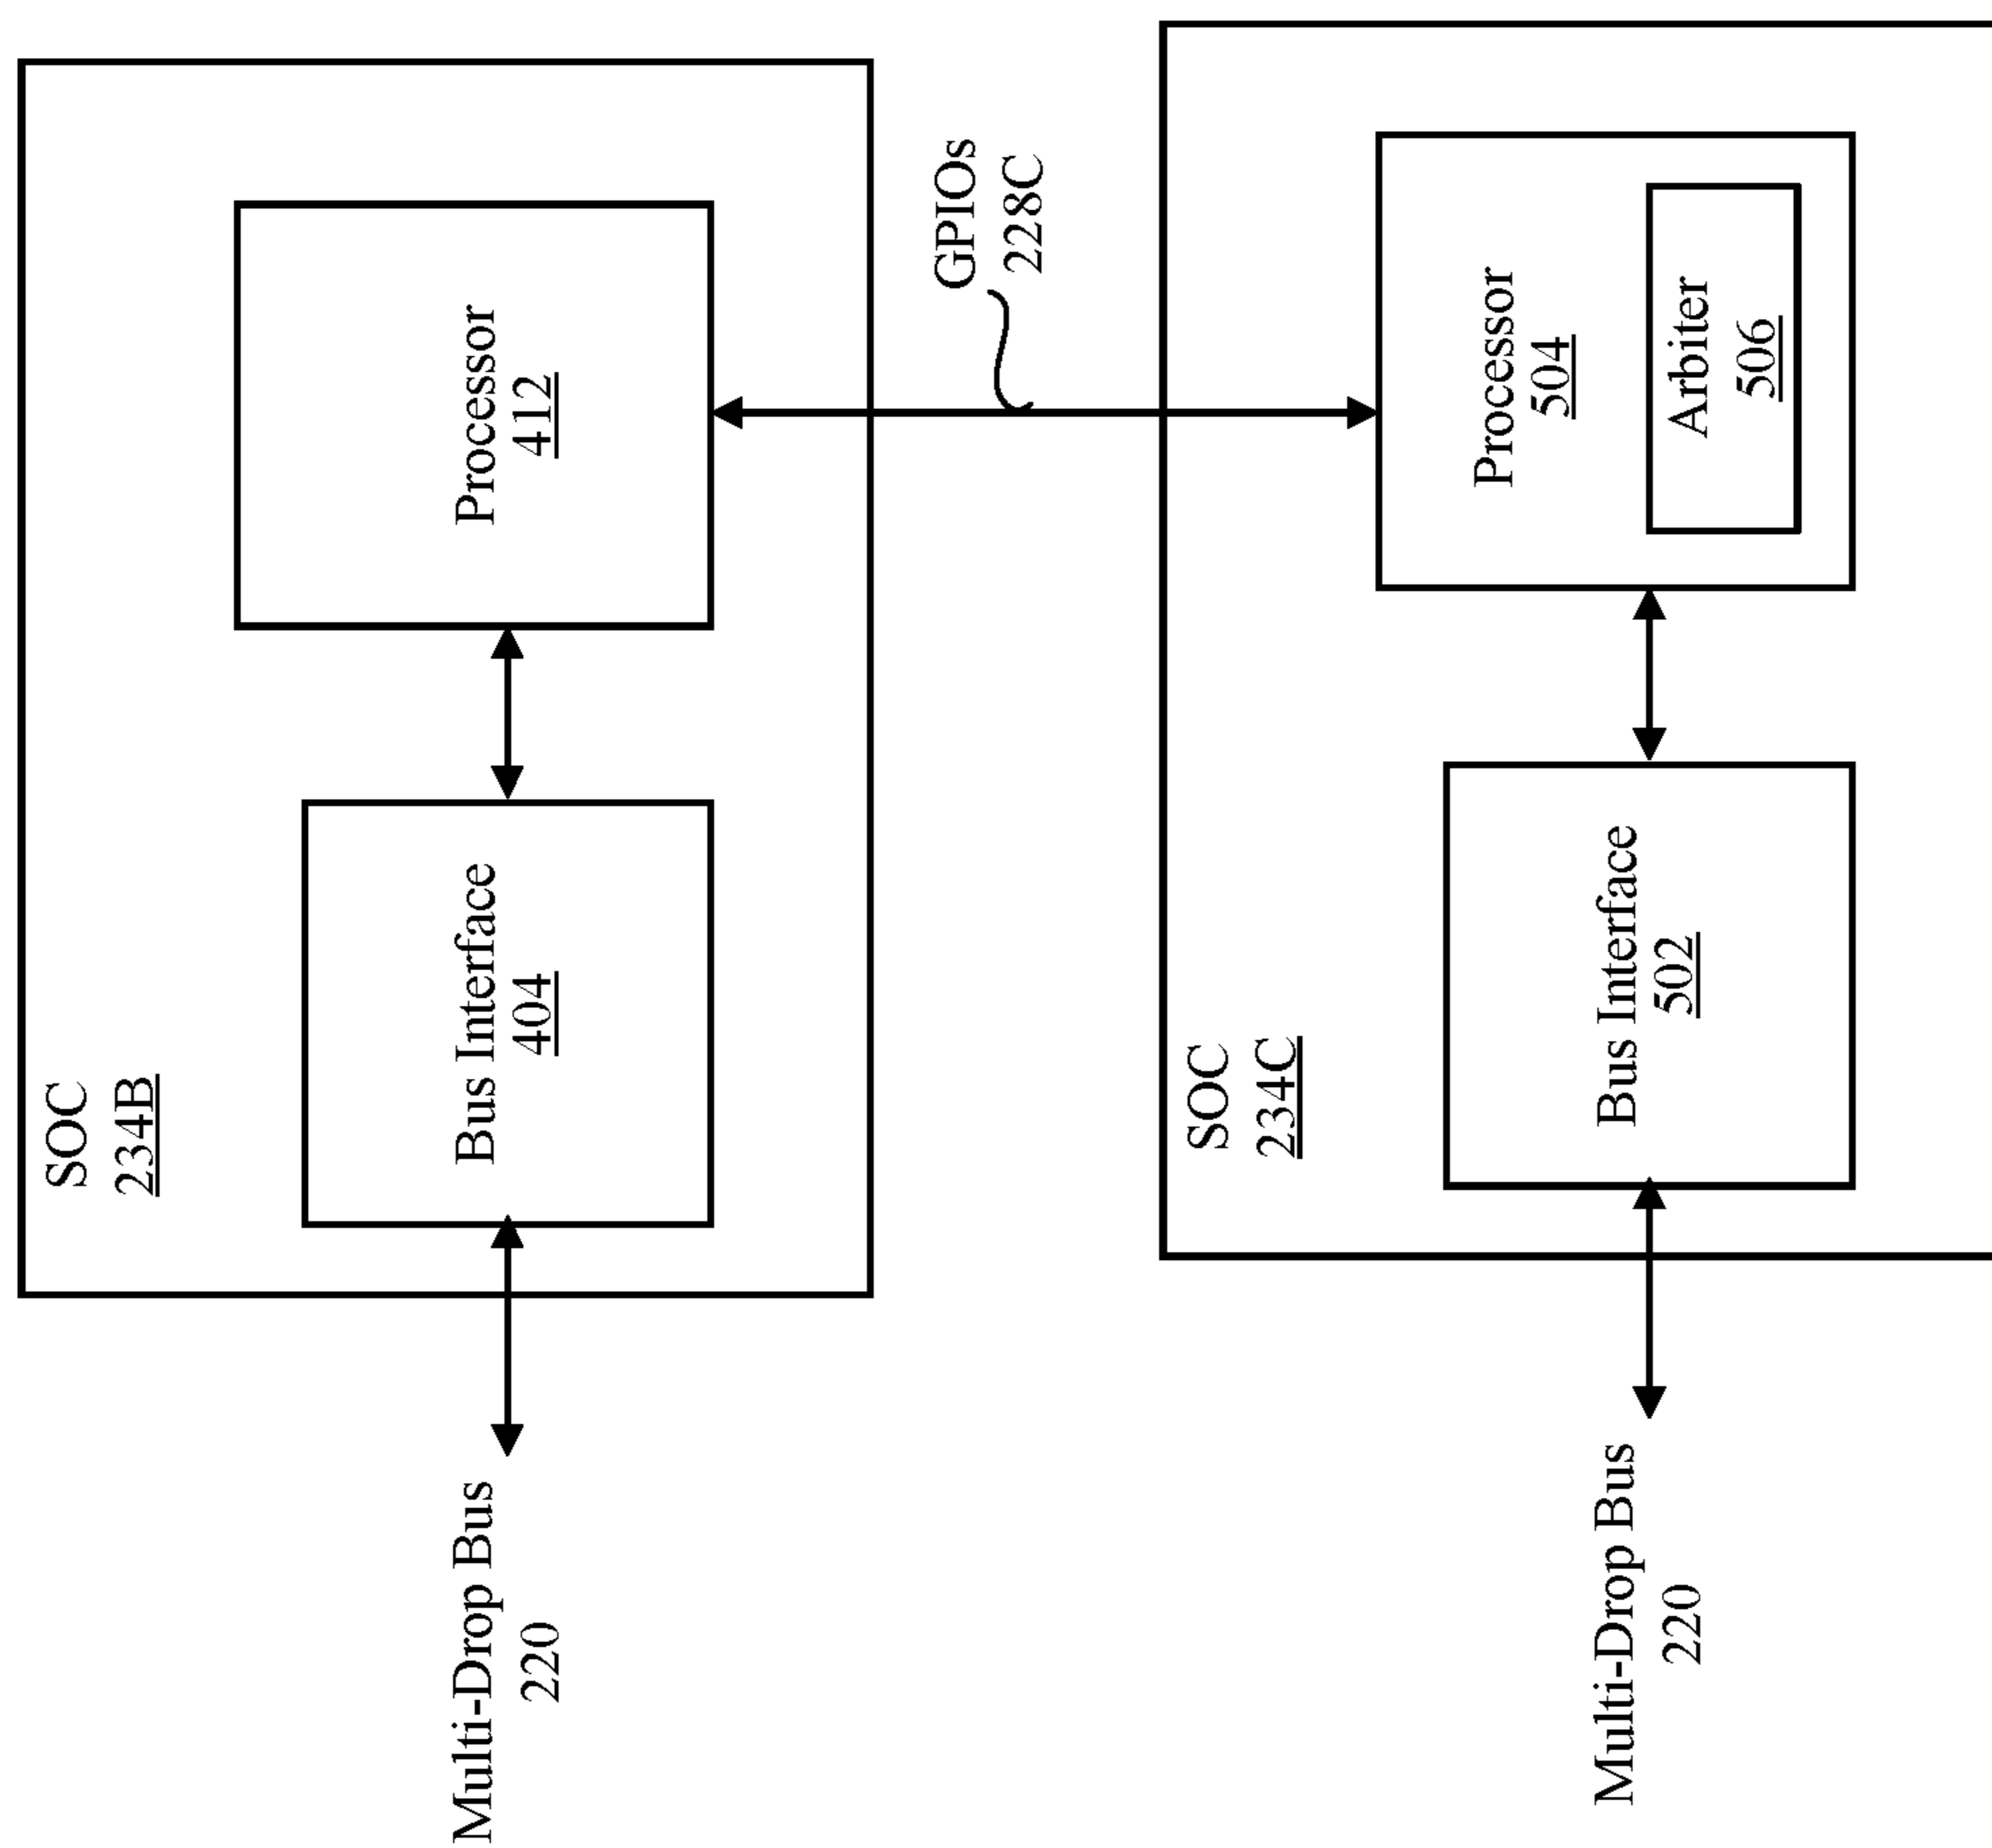 SOC
234B
Multi-Drop Bus
220
Bus Interface
404
Processor
412
GPIOs
228C
SOC
234C
Multi-Drop Bus
220
Bus Interface
502
Processor
504
Arbiter
506